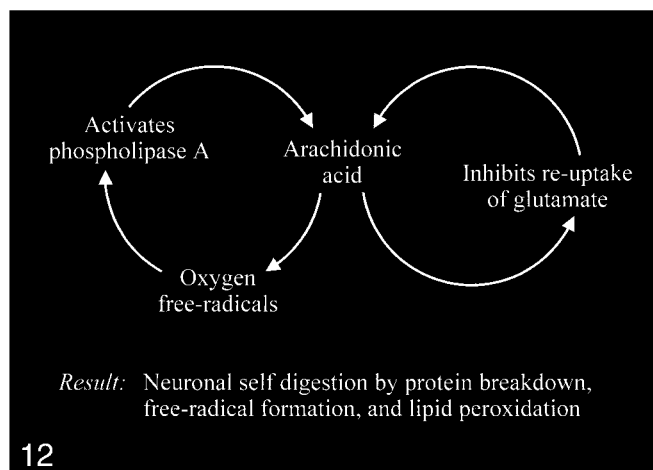 Activates
phospholipase A
Arachidonic
acid
Inhibits re-uptake
of glutamate
Oxygen
free-radicals
Result: Neuronal self digestion by protein breakdown,
free-radical formation, and lipid peroxidation
12